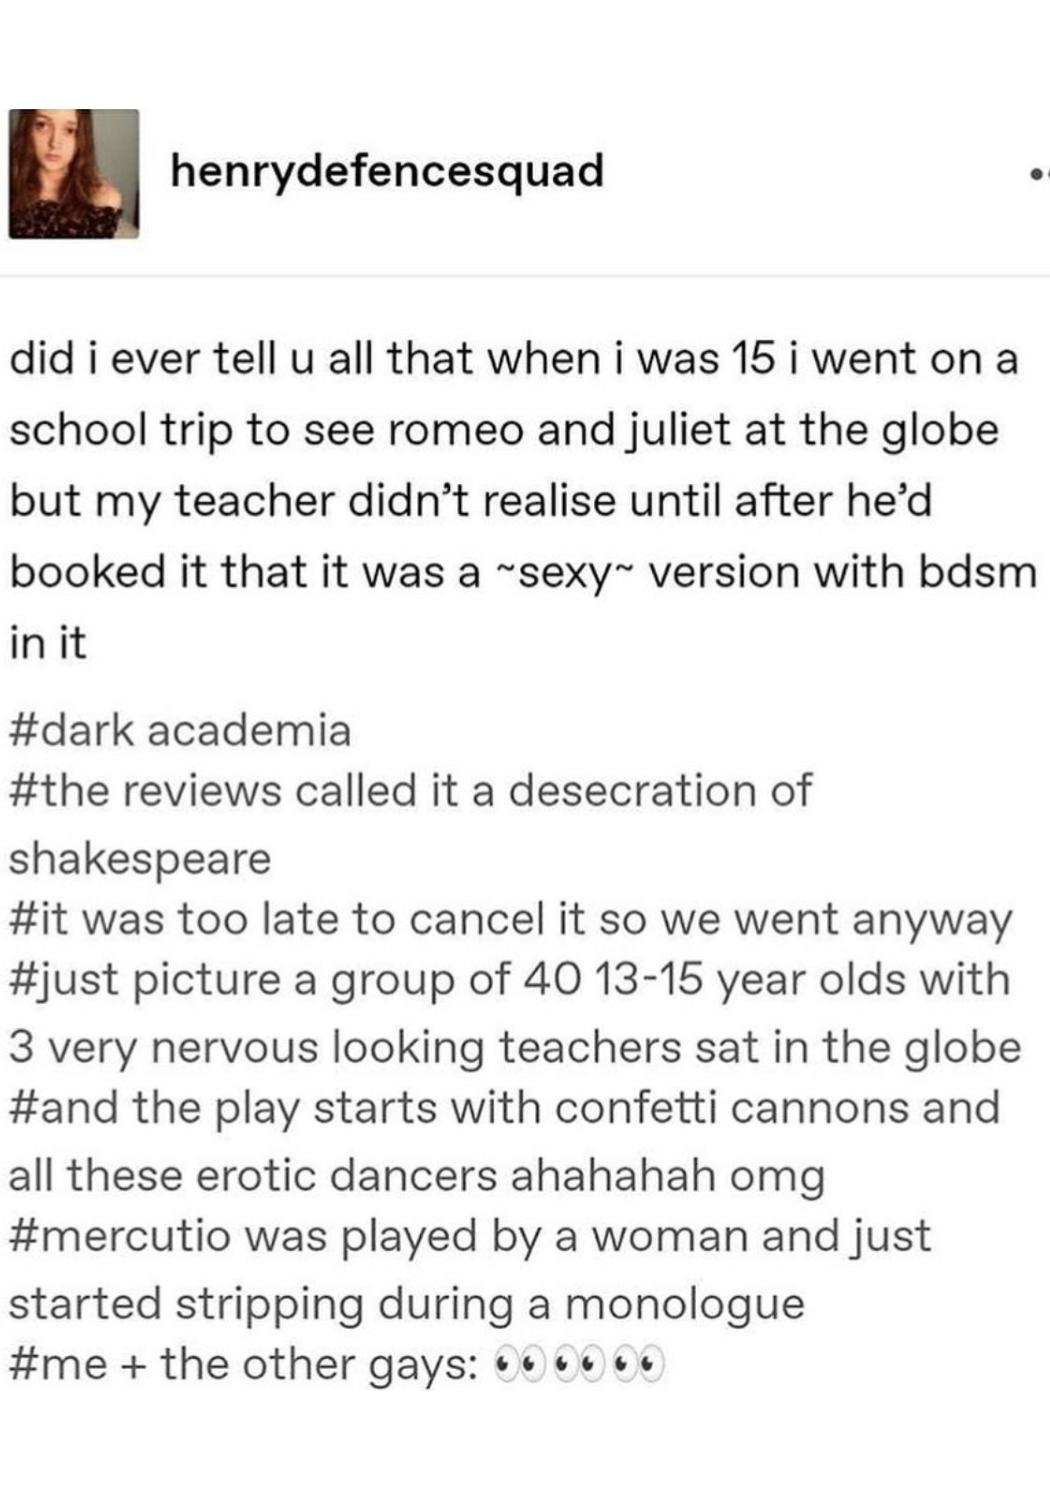 henrydefencesquad
did i ever tell u all that when i was 15 i went on a
school trip to see romeo and juliet at the globe
but my teacher didn't realise until after he'd
booked it that it was a ~sexy~ version with bdsm
in it
#dark academia
#the reviews called it a desecration of
shakespeare
#it was too late to cancel it so we went anyway
#just picture a group of 40 13-15 year olds with
3 very nervous looking teachers sat in the globe
#and the play starts with confetti cannons and
all these erotic dancers ahahahah omg
#mercutio was played by a woman and just
started stripping during a monologue
#me + the other gays: 👀👀👀